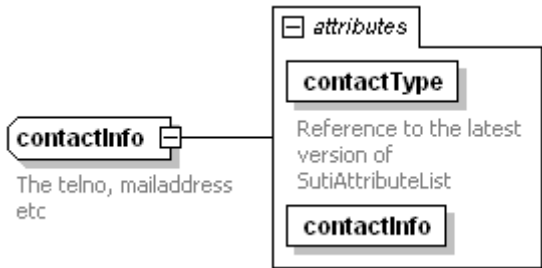 attributes
contactType
Reference to the latest
version of
SutiAttributeList
contactInfo
contactInfo
The telno, mailaddress
etc